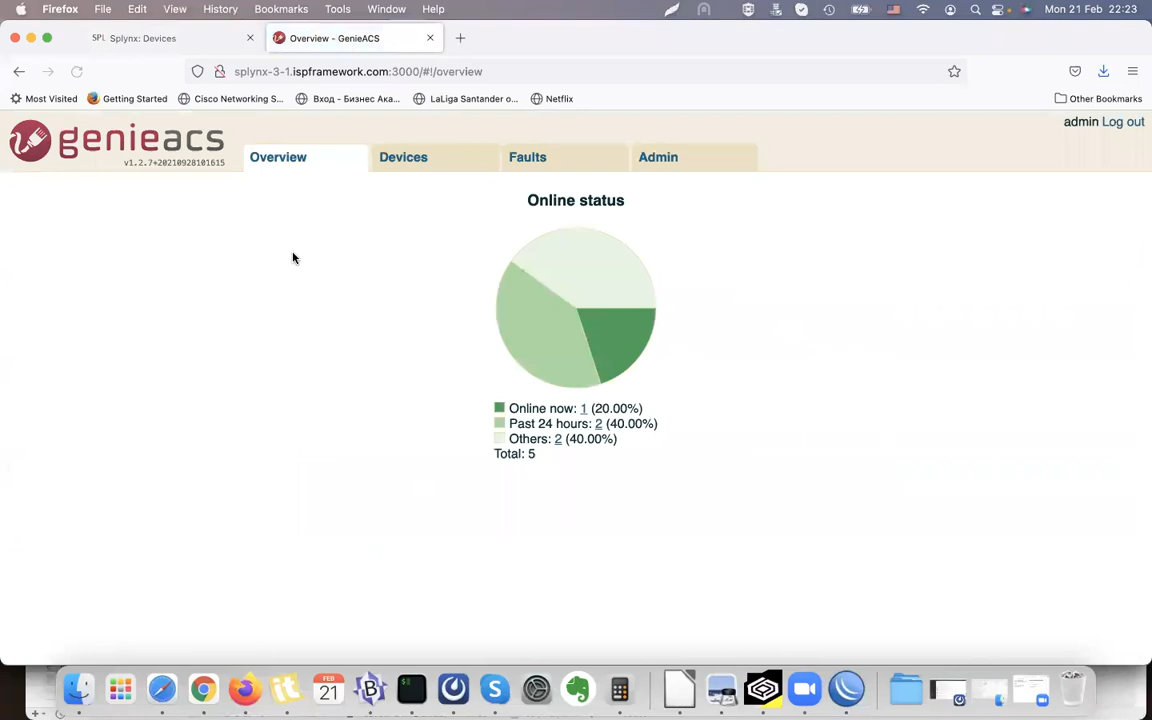 Firefox File Edit View History Bookmarks Tools Window Help Mon 21 Feb 22:23
SPL Splynx: Devices Overview - GenieACS
splynx-3-1.ispframework.com:3000/#!/overview
Most Visited Getting Started Cisco Networking S... Вход - Бизнес Ака... LaLiga Santander o... Netflix Other Bookmarks
admin Log out
genieacs
v1.2.7+20210928101615
Overview Devices Faults Admin
Online status
Online now: 1 (20.00%)
Past 24 hours: 2 (40.00%)
Others: 2 (40.00%)
Total: 5
FEB
21